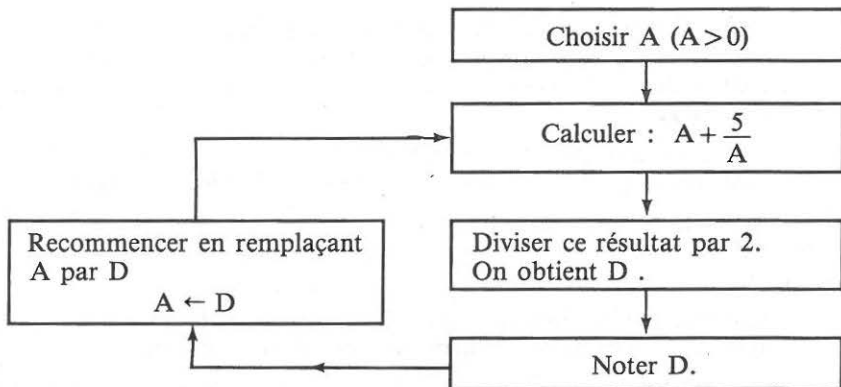 Choisir A (A>0)
Calculer : A + 5/A
Diviser ce résultat par 2.
On obtient D .
Noter D.
Recommencer en remplaçant
A par D
A ← D